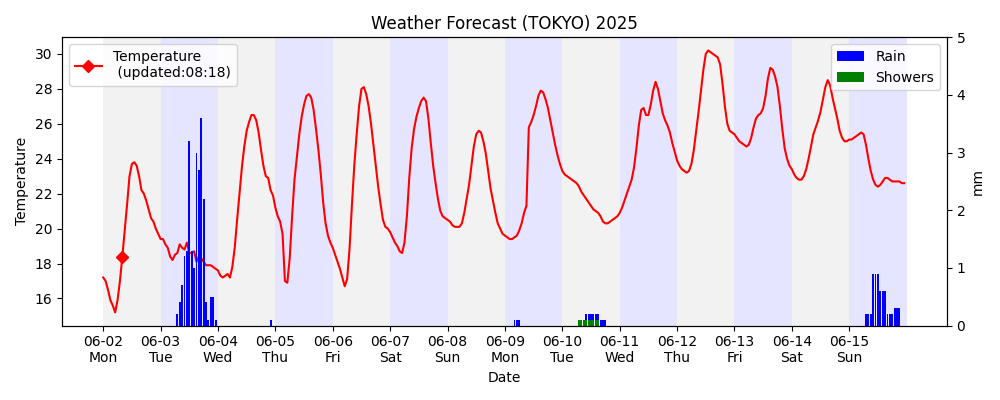 Weather Forecast (TOKYO) 2025
Temperature
(updated:08:18)
Rain
Showers
Temperature
30
28
26
24
22
20
18
16
5
4
3
2
1
0
mm
06-02 06-03 06-04 06-05 06-06 06-07 06-08 06-09 06-10 06-11 06-12 06-13 06-14 06-15
Mon Tue Wed Thu Fri Sat Sun Mon Tue Wed Thu Fri Sat Sun
Date